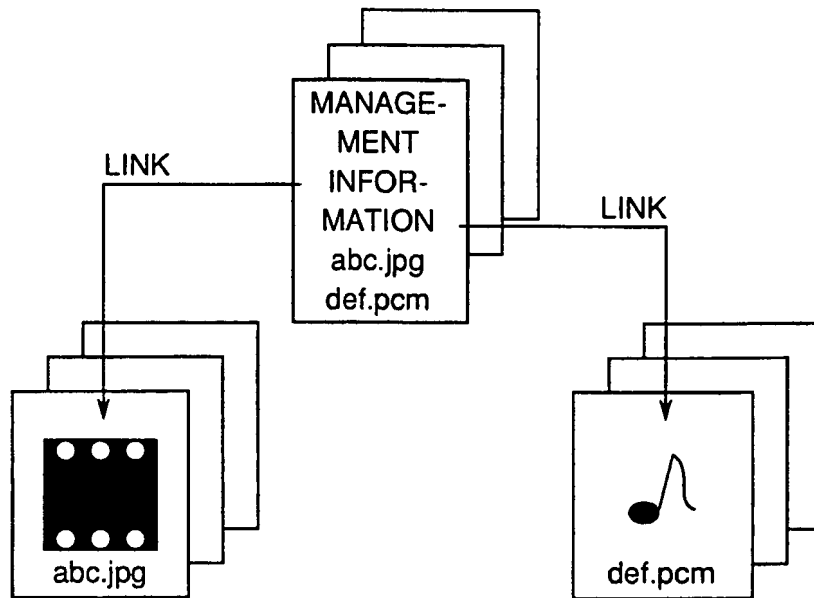 MANAGE-
MENT
INFOR-
MATION
abc.jpg
def.pcm
LINK
LINK
abc.jpg
def.pcm